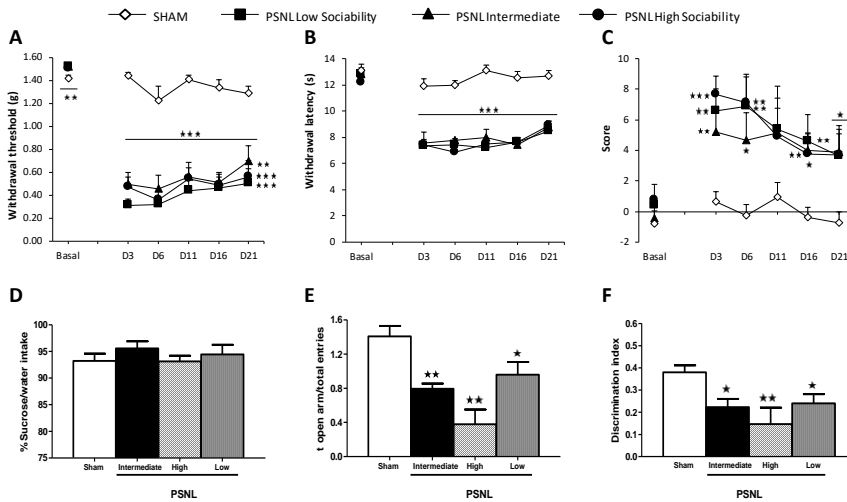 SHAM PSNL Low Sociability PSNL Intermediate PSNL High Sociability
A
Withdrawal threshold (g)
1.60
1.40
1.20
1.00
0.80
0.60
0.40
0.20
0.00
★★
★★★
★★
★★★
★★★
Basal D3 D6 D11 D16 D21
B
Withdrawal latency (s)
14
12
10
8
6
4
2
0
★★★
Basal D3 D6 D11 D16 D21
C
Score
10
8
6
4
2
0
-2
★★★
★★
★★
★★
★★
★
★★
★★
★
★
Basal D3 D6 D11 D16 D21
D
% Sucrose/water intake
100
95
90
85
80
75
Sham Intermediate High Low
PSNL
E
t open arm/total entries
1.6
1.2
0.8
0.4
0.0
★★
★★
★
Sham Intermediate High Low
PSNL
F
Discrimination index
0.6
0.5
0.4
0.3
0.2
0.1
0.0
★
★★
★
Sham Intermediate High Low
PSNL